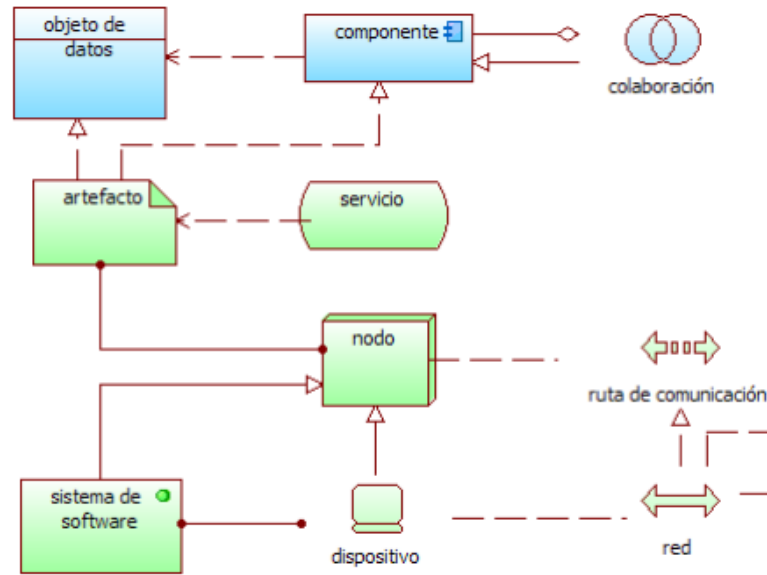 objeto de
datos
componente
colaboración
artefacto
servicio
nodo
ruta de comunicación
sistema de
software
dispositivo
red